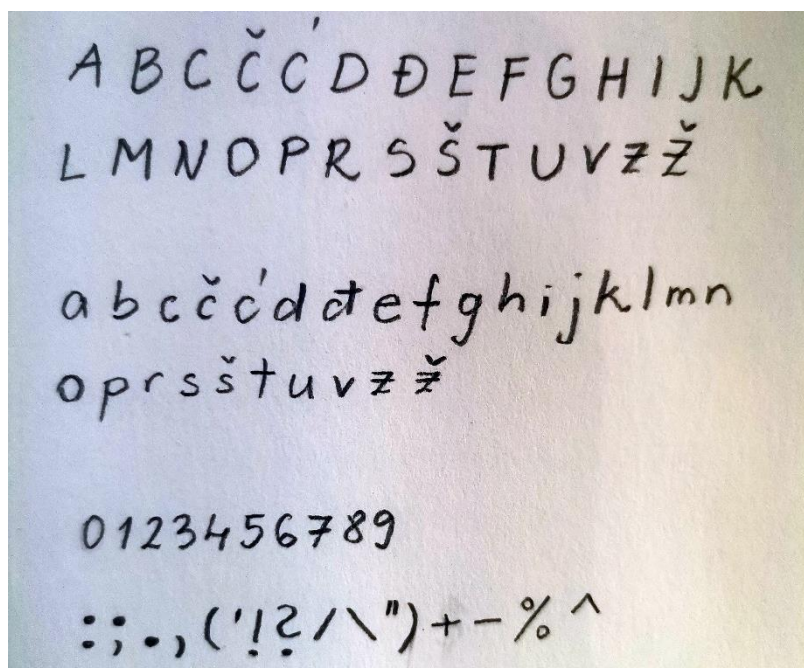 A B C Č Ć D Đ E F G H I J K
L M N O P R S Š T U V Z Ž
a b c č ć d đ e f g h i j k l m n
o p r s š t u v z ž
0 1 2 3 4 5 6 7 8 9
: ; . , ( ' ! ? / \ " ) + - % ^